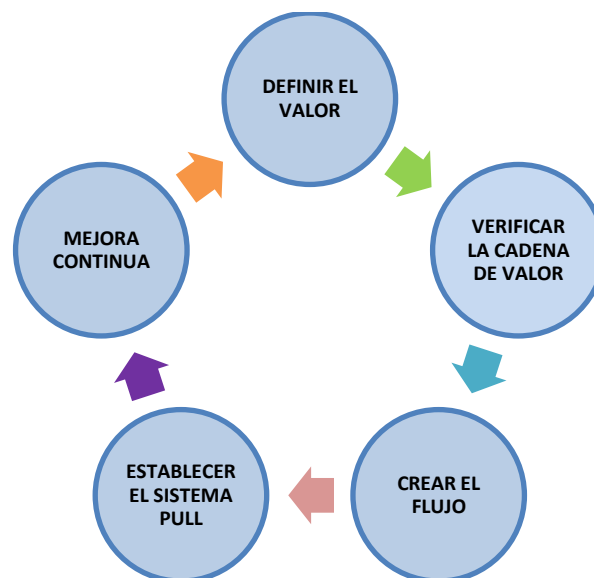 DEFINIR EL
VALOR
VERIFICAR
LA CADENA
DE VALOR
CREAR EL
FLUJO
ESTABLECER
EL SISTEMA
PULL
MEJORA
CONTINUA